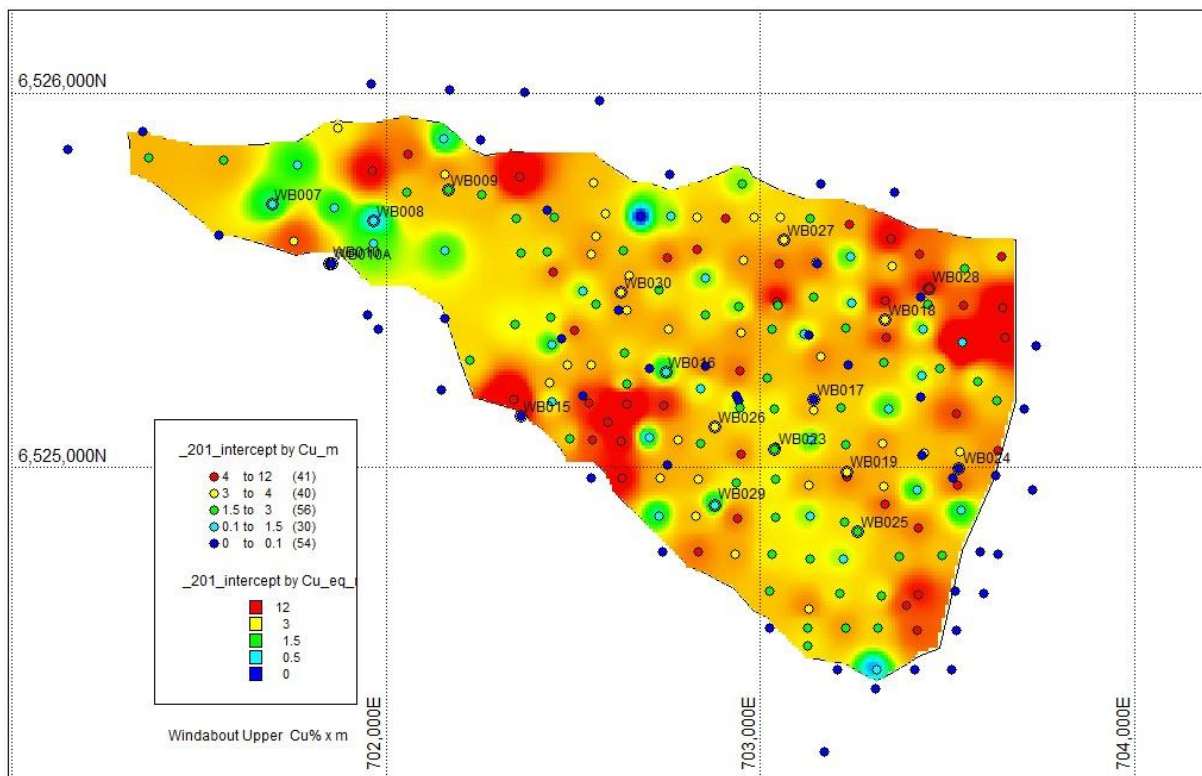 6,526,000N
WB009
WB007
WB008
WB027
WB010A
WB028
WB030
WB018
WB016
WB017
WB015
WB026
WB023
6,525,000N
WB019
WB024
WB029
WB025
_201_intercept by Cu_m
4 to 12 (41)
3 to 4 (40)
1.5 to 3 (56)
0.1 to 1.5 (30)
0 to 0.1 (54)
_201_intercept by Cu_eq_
12
3
1.5
0.5
0
Windabout Upper Cu% x m
702,000E
703,000E
704,000E